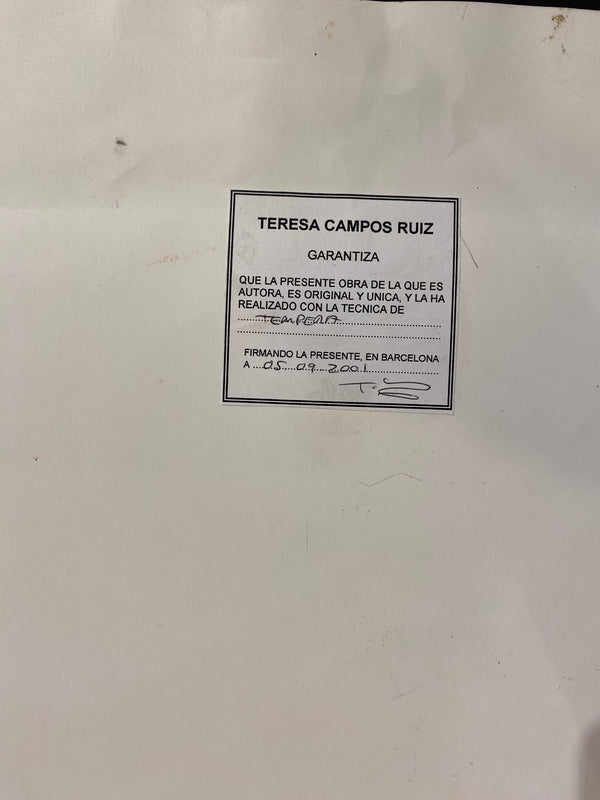 TERESA CAMPOS RUIZ
GARANTIZA
QUE LA PRESENTE OBRA DE LA QUE ES
AUTORA, ES ORIGINAL Y UNICA, Y LA HA
REALIZADO CON LA TECNICA DE
TEMPERA
FIRMANDO LA PRESENTE, EN BARCELONA
A ....05....09...2001